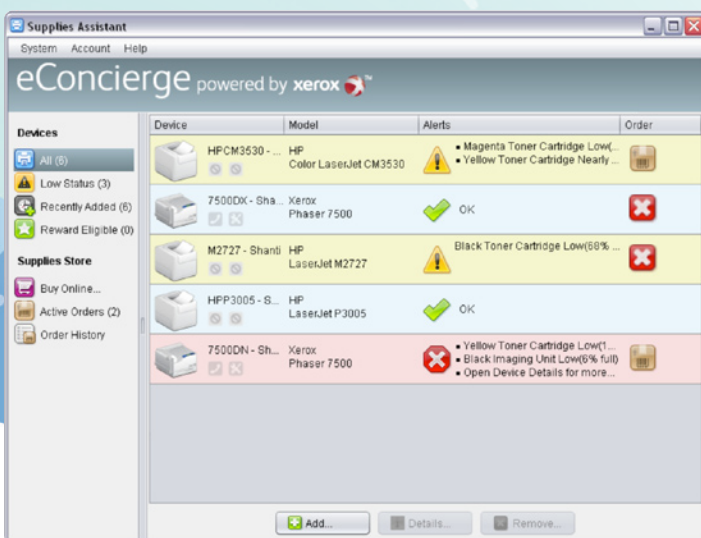 Supplies Assistant
System Account Help
eConcierge powered by xerox ™
Devices
All (6)
Low Status (3)
Recently Added (6)
Reward Eligible (0)
Supplies Store
Buy Online...
Active Orders (2)
Order History
Device Model Alerts Order
HPCM3530 - ... HP
Color LaserJet CM3530
▪ Magenta Toner Cartridge Low(...
▪ Yellow Toner Cartridge Nearly ...
7500DX - Sha... Xerox
Phaser 7500
OK
M2727 - Shanti HP
LaserJet M2727
Black Toner Cartridge Low(68% ...
HPP3005 - S... HP
LaserJet P3005
OK
7500DN - Sh... Xerox
Phaser 7500
▪ Yellow Toner Cartridge Low(1...
▪ Black Imaging Unit Low(6% full)
▪ Open Device Details for more...
Add... Details... Remove...